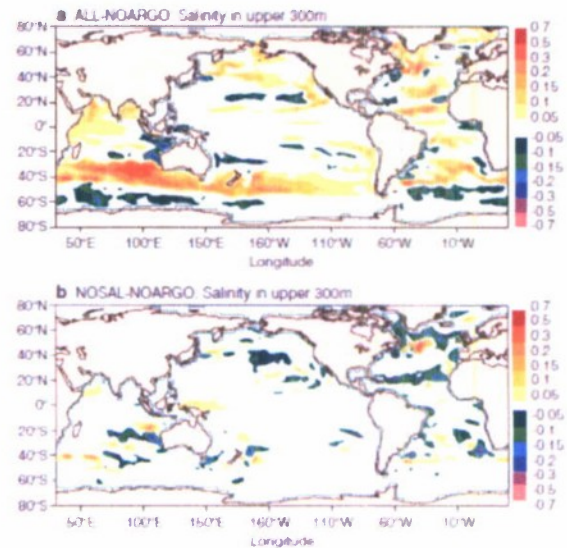 a ALL-NOARGO: Salinity in upper 300m
80°N
60°N
40°N
20°N
0°
20°S
40°S
60°S
80°S
50°E 100°E 150°E 160°W 110°W 60°W 10°W
Longitude
0.7
0.5
0.3
0.2
0.15
0.1
0.05
-0.05
-0.1
-0.15
-0.2
-0.3
-0.5
-0.7
b NOSAL-NOARGO: Salinity in upper 300m
80°N
60°N
40°N
20°N
0°
20°S
40°S
60°S
80°S
50°E 100°E 150°E 160°W 110°W 60°W 10°W
Longitude
0.7
0.5
0.3
0.2
0.15
0.1
0.05
-0.05
-0.1
-0.15
-0.2
-0.3
-0.5
-0.7